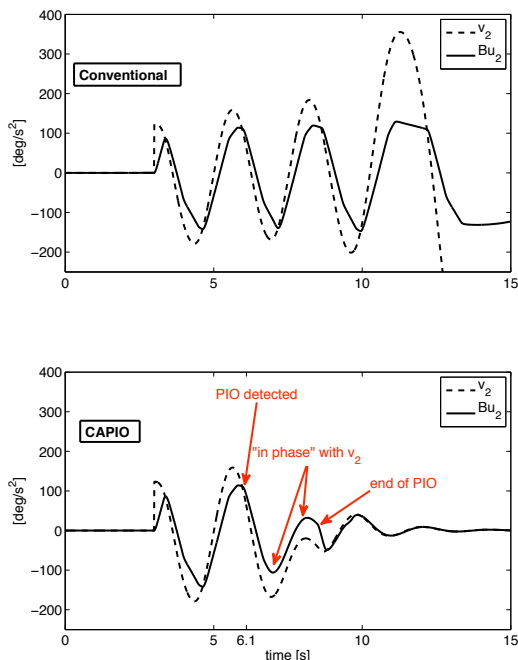 400
300
200
100
0
−100
−200
[deg/s²]
Conventional
v₂
Bu₂
0
5
10
15
400
300
200
100
0
−100
−200
[deg/s²]
CAPIO
PIO detected
"in phase" with v₂
end of PIO
v₂
Bu₂
0
5
6.1
10
15
time [s]